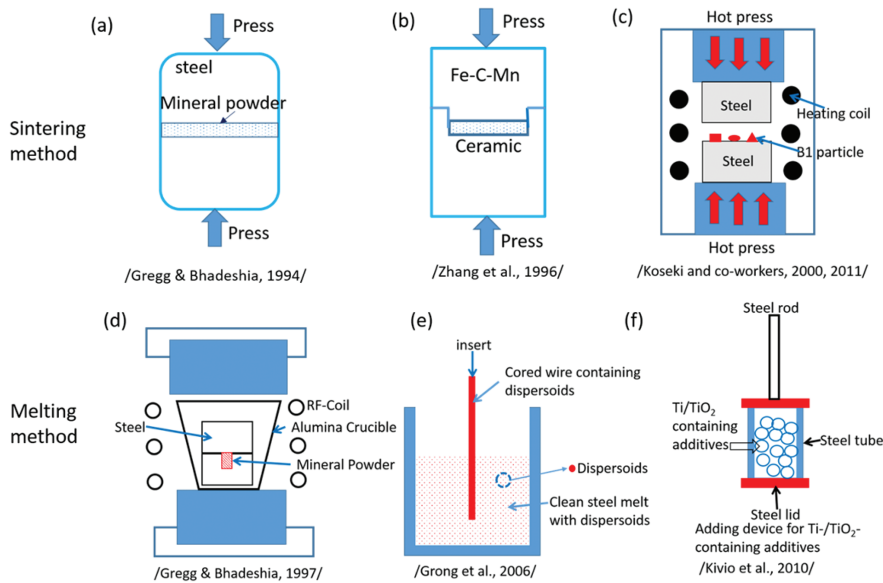 (a)
Press
steel
Mineral powder
Press
/Gregg & Bhadeshia, 1994/
(b)
Press
Fe-C-Mn
Ceramic
Press
/Zhang et al., 1996/
(c)
Hot press
Steel
Heating coil
B1 particle
Steel
Hot press
/Koseki and co-workers, 2000, 2011/
Sintering
method
(d)
RF-Coil
Steel
Alumina Crucible
Mineral Powder
/Gregg & Bhadeshia, 1997/
(e)
insert
Cored wire containing
dispersoids
Dispersoids
Clean steel melt
with dispersoids
/Grong et al., 2006/
(f)
Steel rod
Ti/TiO₂
containing
additives
Steel tube
Steel lid
Adding device for Ti-/TiO₂-
containing additives
/Kivio et al., 2010/
Melting
method